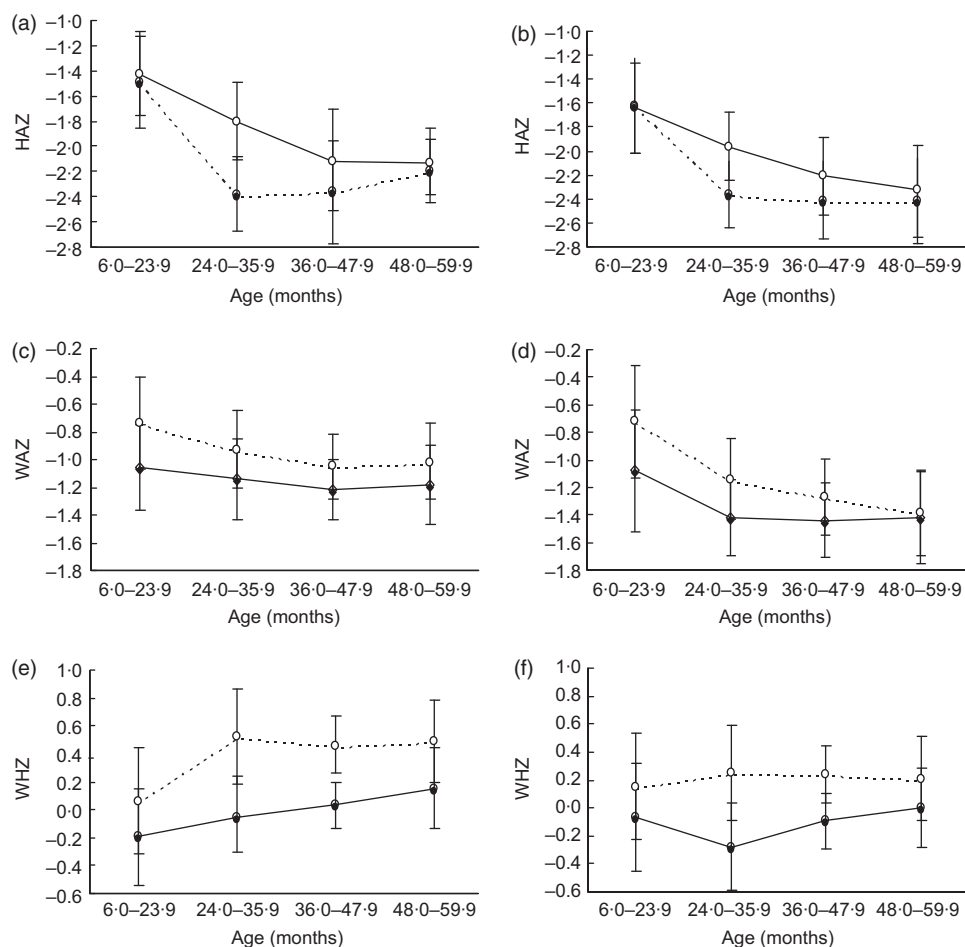 (a)
–1·0
–1·2
–1·4
–1·6
–1·8
–2·0
–2·2
–2·4
–2·6
–2·8
HAZ
6·0–23·9 24·0–35·9 36·0–47·9 48·0–59·9
Age (months)
(b)
–1·0
–1·2
–1·4
–1·6
–1·8
–2·0
–2·2
–2·4
–2·6
–2·8
HAZ
6·0–23·9 24·0–35·9 36·0–47·9 48·0–59·9
Age (months)
(c)
–0·2
–0·4
–0·6
–0·8
–1·0
–1·2
–1·4
–1·6
–1·8
WAZ
6·0–23·9 24·0–35·9 36·0–47·9 48·0–59·9
Age (months)
(d)
–0·2
–0·4
–0·6
–0·8
–1·0
–1·2
–1·4
–1·6
–1·8
WAZ
6·0–23·9 24·0–35·9 36·0–47·9 48·0–59·9
Age (months)
(e)
1·0
0·8
0·6
0·4
0·2
0·0
–0·2
–0·4
–0·6
WHZ
6·0–23·9 24·0–35·9 36·0–47·9 48·0–59·9
Age (months)
(f)
1·0
0·8
0·6
0·4
0·2
0·0
–0·2
–0·4
–0·6
WHZ
6·0–23·9 24·0–35·9 36·0–47·9 48·0–59·9
Age (months)